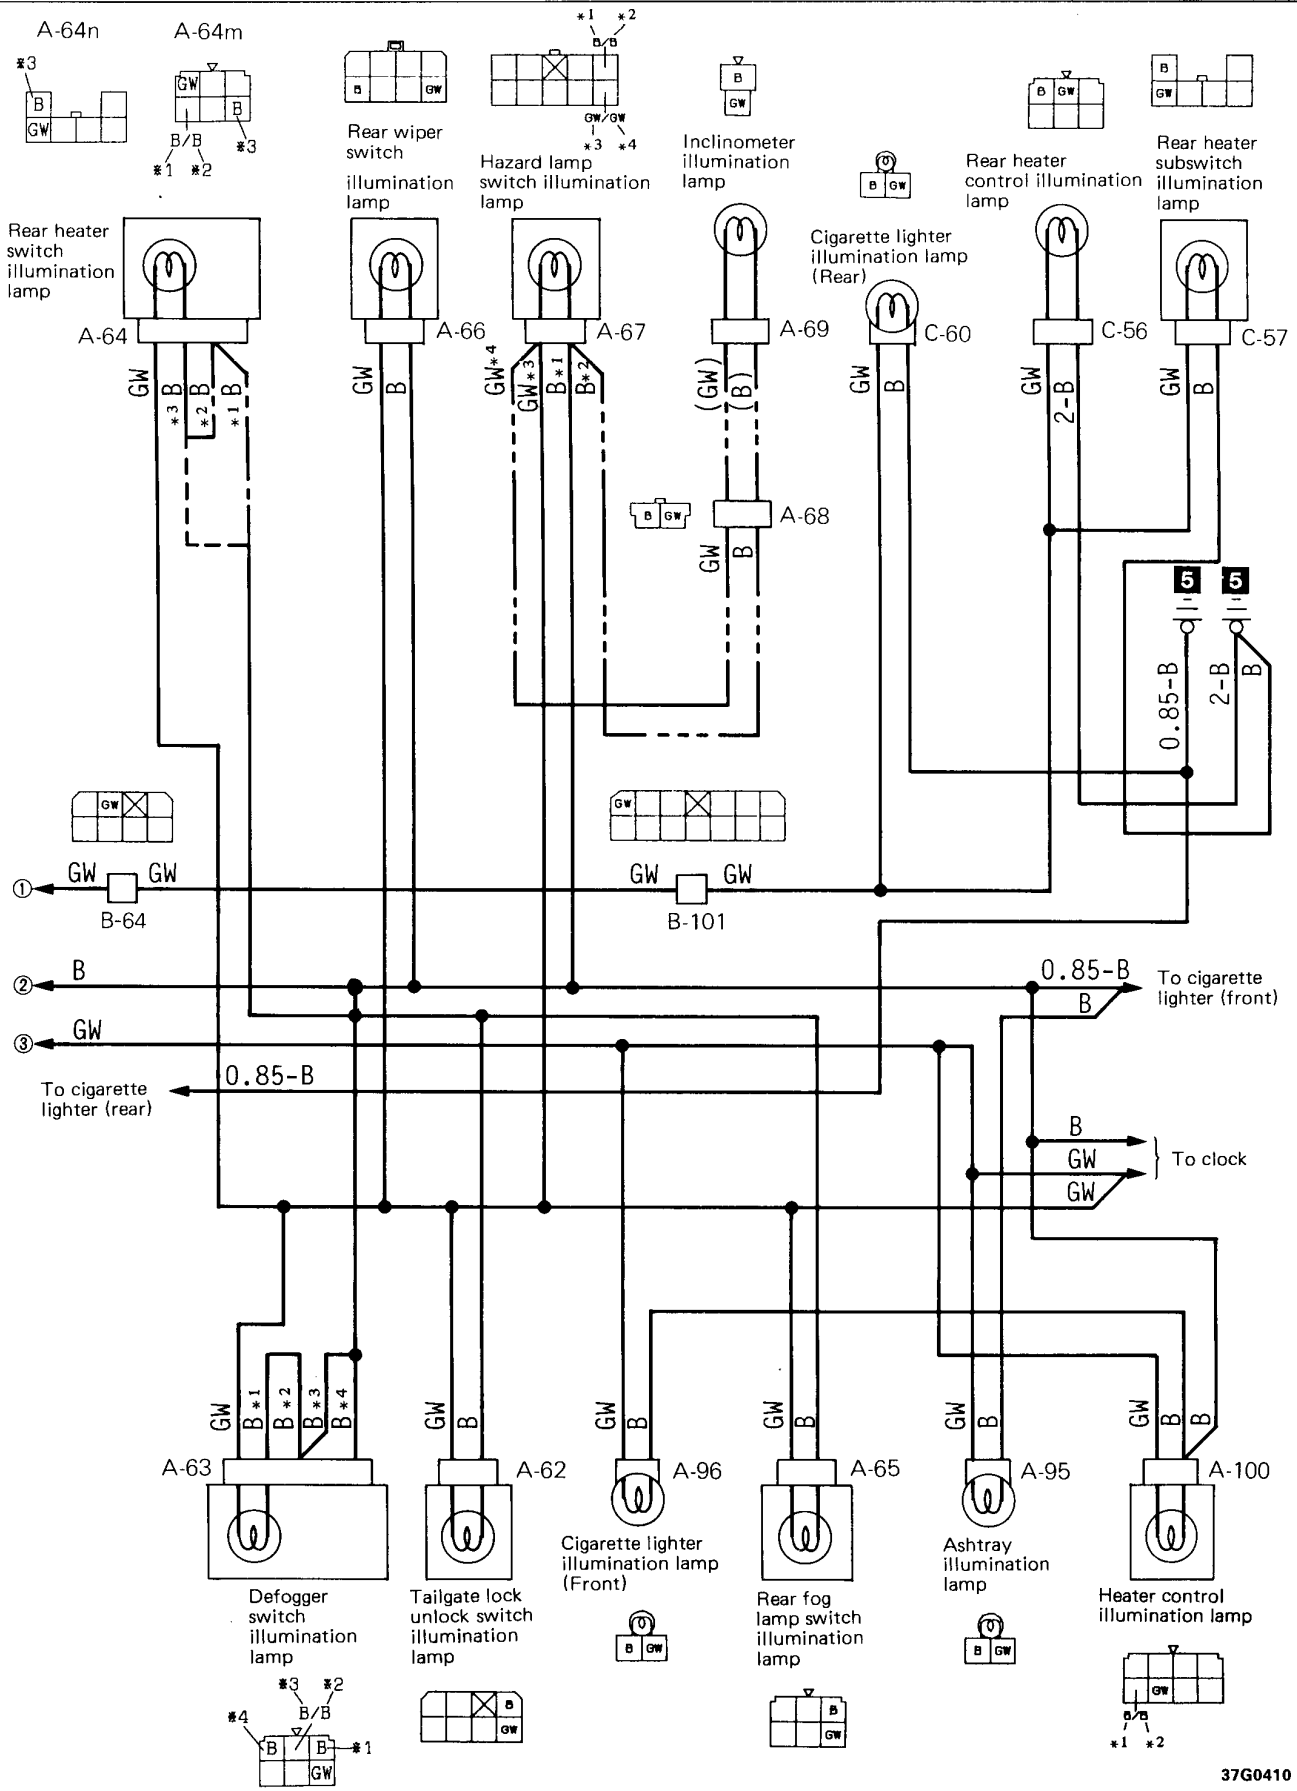 A-64n
A-64m
*3
B
GW
GW
B
B/B
*1 *2
*3
B
GW
*1 *2
B/B
GW/GW
*3 *4
B
GW
B GW
B GW
B
GW
Rear heater
switch
illumination
lamp
Rear wiper
switch
illumination
lamp
Hazard lamp
switch illumination
lamp
Inclinometer
illumination
lamp
Cigarette lighter
illumination lamp
(Rear)
Rear heater
control illumination
lamp
Rear heater
subswitch
illumination
lamp
A-64
A-66
A-67
A-69
C-60
C-56
C-57
GW
*3 B
*2 B
*1 B
GW
B
GW*4
GW*3
B*1
B*2
(GW)
(B)
GW
B
GW
2-B
GW
B
B GW
A-68
GW
B
5
5
0.85-B
2-B
B
GW
GW
① GW GW
B-64
GW GW
B-101
② B
0.85-B
To cigarette
lighter (front)
B
③ GW
To cigarette
lighter (rear)
0.85-B
B
GW
GW
To clock
GW
B*1
B*2
B*3
B*4
GW
B
GW
B
GW
B
GW
B
GW
B
B
A-63
A-62
A-96
A-65
A-95
A-100
Defogger
switch
illumination
lamp
Tailgate lock
unlock switch
illumination
lamp
Cigarette lighter
illumination lamp
(Front)
Rear fog
lamp switch
illumination
lamp
Ashtray
illumination
lamp
Heater control
illumination lamp
*3 *2
B/B
*4
B
B
*1
GW
B
GW
B GW
B
GW
B GW
GW
B/B
*1 *2
37G0410